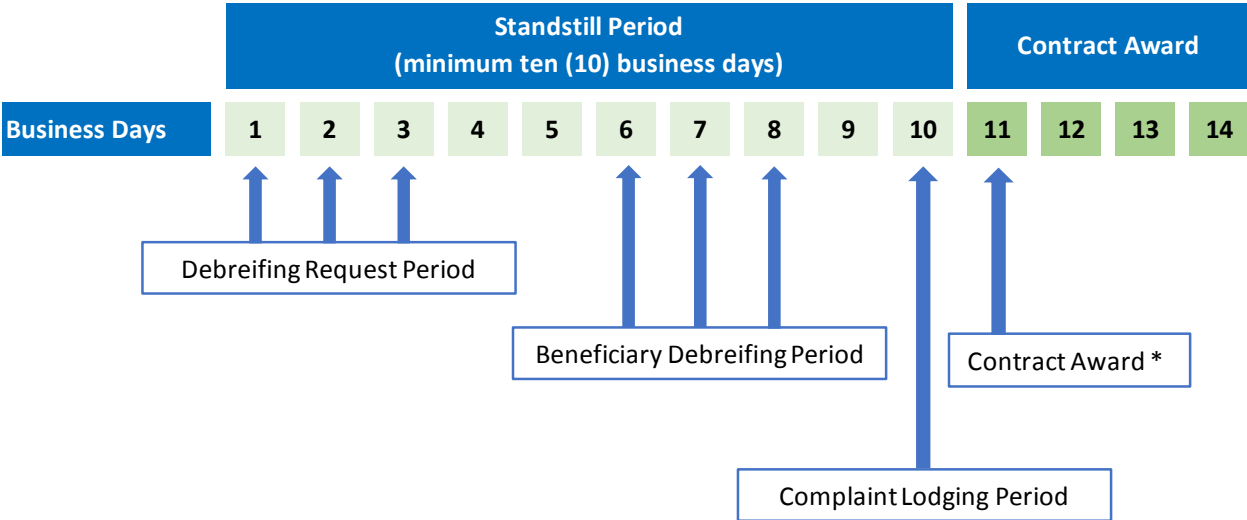 Standstill Period
(minimum ten (10) business days)
Contract Award
Business Days 1 2 3 4 5 6 7 8 9 10 11 12 13 14
Debreifing Request Period
Beneficiary Debreifing Period
Contract Award *
Complaint Lodging Period